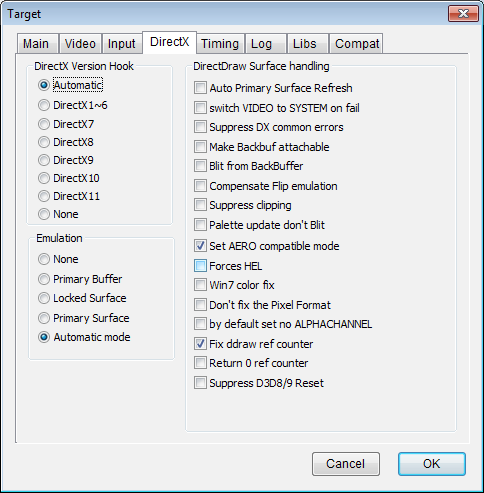 Target
Main Video Input DirectX Timing Log Libs Compat
DirectX Version Hook
Automatic
DirectX1~6
DirectX7
DirectX8
DirectX9
DirectX10
DirectX11
None
Emulation
None
Primary Buffer
Locked Surface
Primary Surface
Automatic mode
DirectDraw Surface handling
Auto Primary Surface Refresh
switch VIDEO to SYSTEM on fail
Suppress DX common errors
Make Backbuf attachable
Blit from BackBuffer
Compensate Flip emulation
Suppress clipping
Palette update don't Blit
Set AERO compatible mode
Forces HEL
Win7 color fix
Don't fix the Pixel Format
by default set no ALPHACHANNEL
Fix ddraw ref counter
Return 0 ref counter
Suppress D3D8/9 Reset
Cancel OK